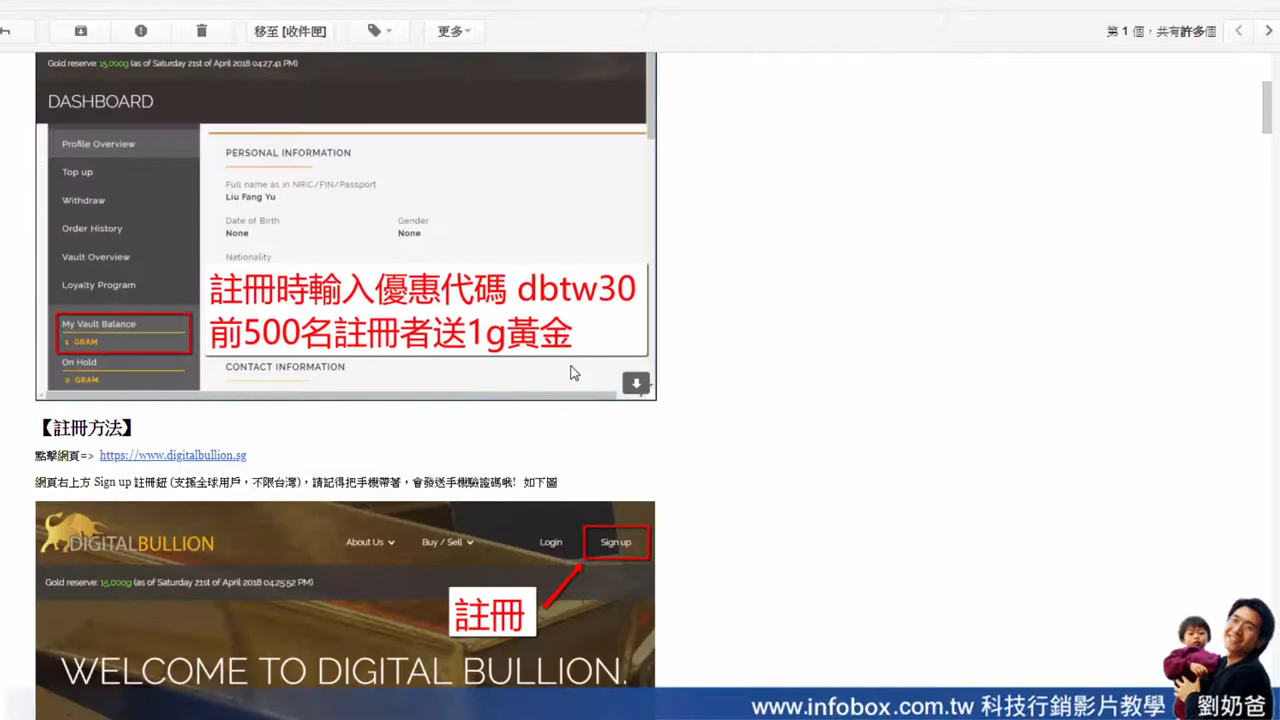 移至 [收件匣]
更多
第 1 個，共有許多個
Gold reserve: 15,000g (as of Saturday 21st of April 2018 04:27:41 PM)
DASHBOARD
Profile Overview
Top up
Withdraw
Order History
Vault Overview
Loyalty Program
My Vault Balance
1 GRAM
On Hold
0 GRAM
PERSONAL INFORMATION
Full name as in NRIC/FIN/Passport
Liu Fang Yu
Date of Birth
Gender
None
None
Nationality
註冊時輸入優惠代碼 dbtw30
前500名註冊者送1g黃金
CONTACT INFORMATION
【註冊方法】
點擊網頁=> https://www.digitalbullion.sg
網頁右上方 Sign up 註冊鈕 (支援全球用戶，不限台灣)，請記得把手機帶著，會發送手機驗證碼哦! 如下圖
DIGITALBULLION
About Us
Buy / Sell
Login
Sign up
Gold reserve: 15,000g (as of Saturday 21st of April 2018 04:25:52 PM)
註冊
WELCOME TO DIGITAL BULLION.
www.infobox.com.tw 科技行銷影片教學
劉奶爸